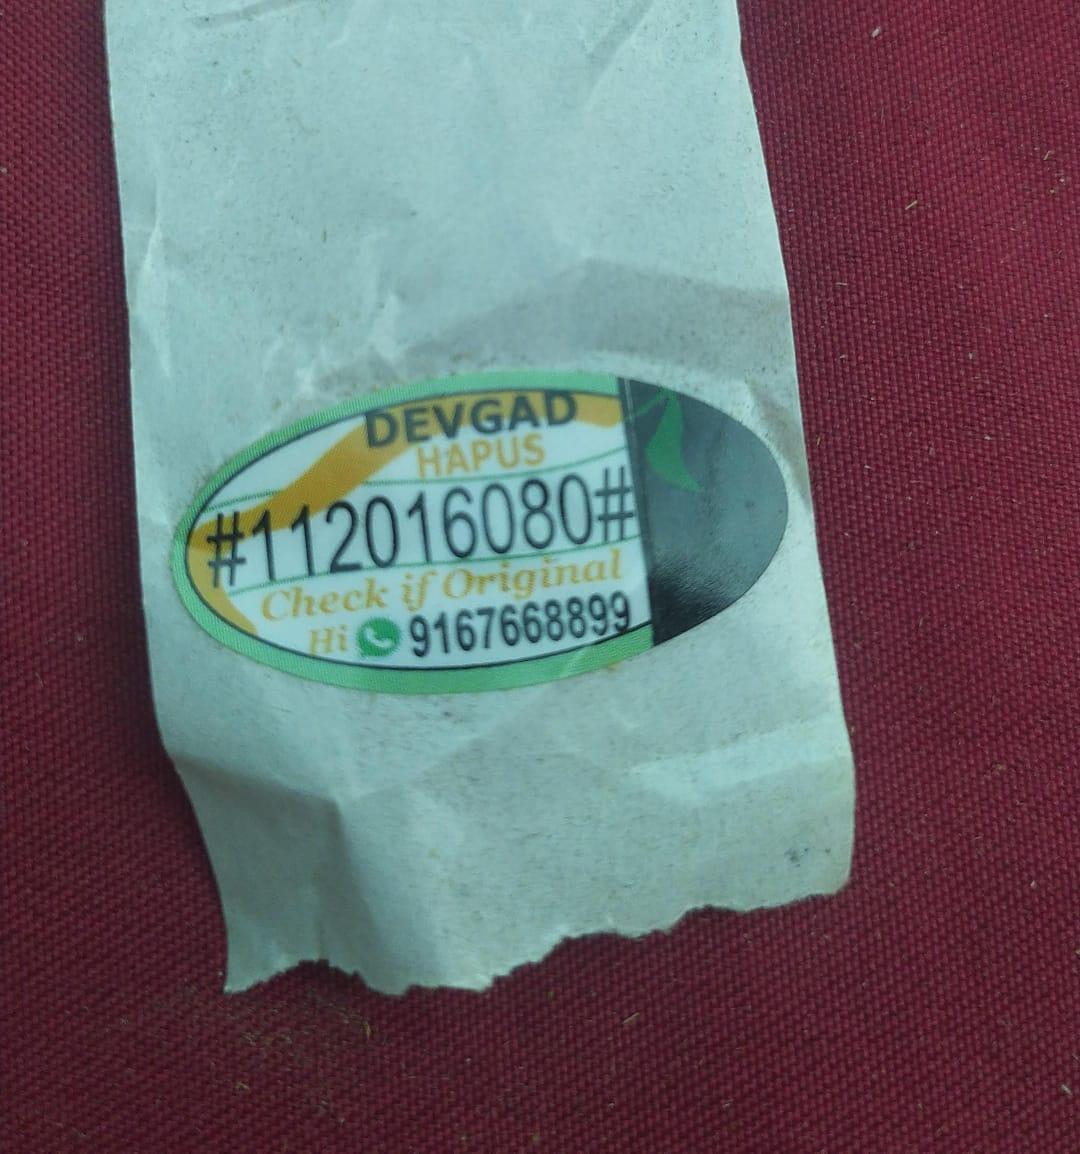 DEVGAD
HAPUS
#112016080#
Check if Original
Hi 9167668899